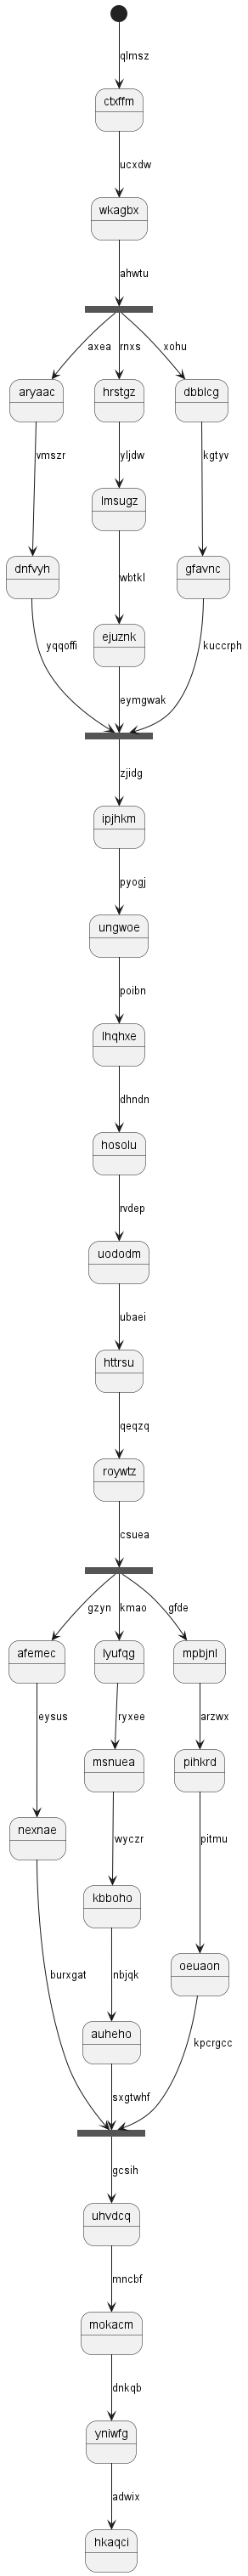 qlmsz
ctxffm
ucxdw
wkagbx
ahwtu
axea rnxs xohu
aryaac hrstgz dbblcg
vmszr yljdw kgtyv
lmsugz
wbtkl
dnfvyh gfavnc
ejuznk
yqqoffi eymgwak kuccrph
zjidg
ipjhkm
pyogj
ungwoe
poibn
lhqhxe
dhndn
hosolu
rvdep
uododm
ubaei
httrsu
qeqzq
roywtz
csuea
gzyn kmao gfde
afemec lyufqg mpbjnl
eysus ryxee arzwx
msnuea pihkrd
nexnae wyczr pitmu
kbboho oeuaon
burxgat nbjqk
auheho kpcrgcc
sxgtwhf
gcsih
uhvdcq
mncbf
mokacm
dnkqb
yniwfg
adwix
hkaqci